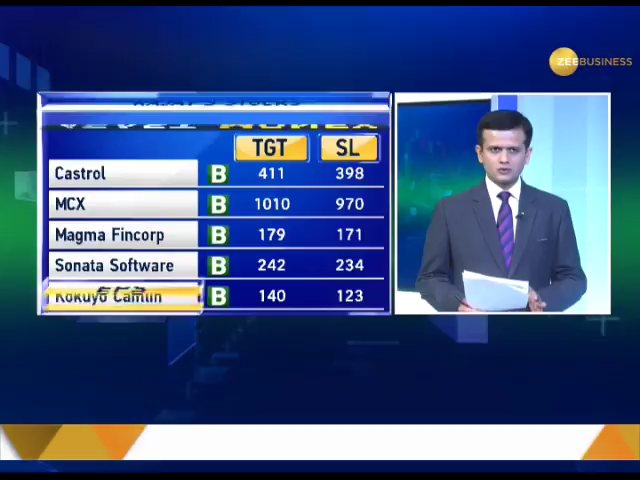 ZEEBUSINESS
TGT SL
Castrol B 411 398
MCX B 1010 970
Magma Fincorp B 179 171
Sonata Software B 242 234
Kokuyo Camlin B 140 123